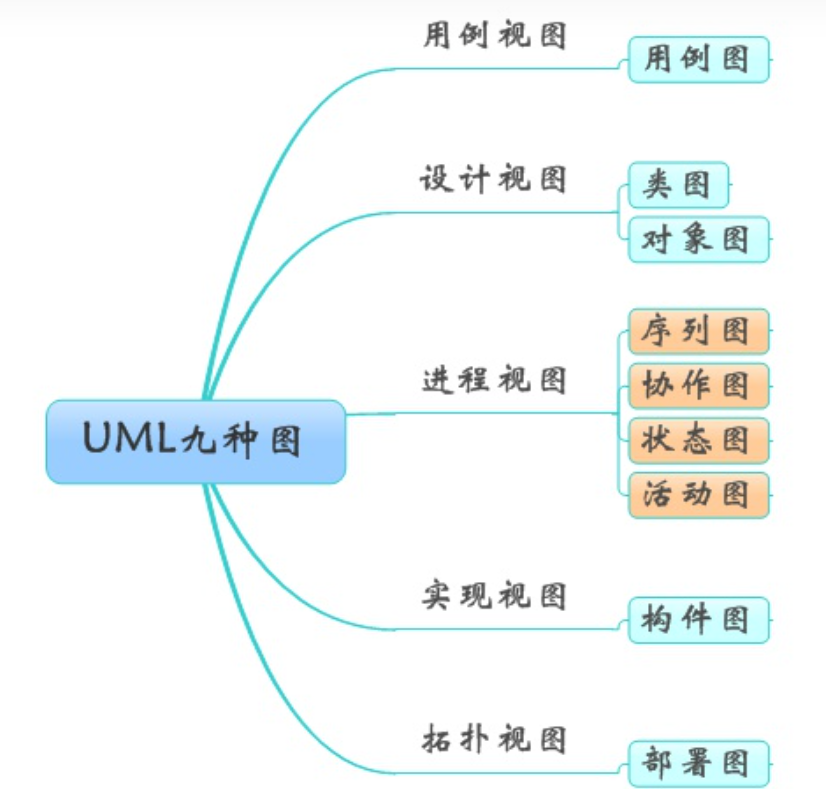 用例视图
用例图
设计视图
类图
对象图
序列图
进程视图
协作图
UML九种图
状态图
活动图
实现视图
构件图
拓扑视图
部署图